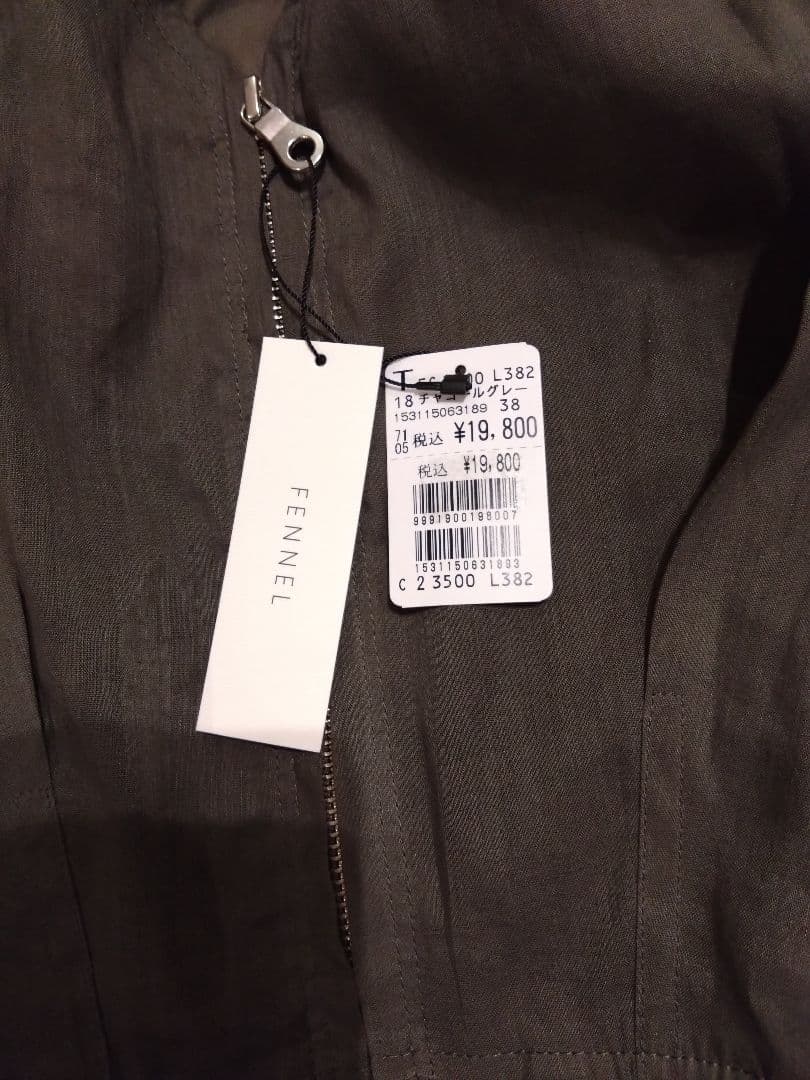 FENNEL
T 00 L382
18 チャコールグレー
153115063189 38
71 05 税込 ¥19,800
税込 ¥19,800
9991900198007
1531150631893
C 2 3500 L382